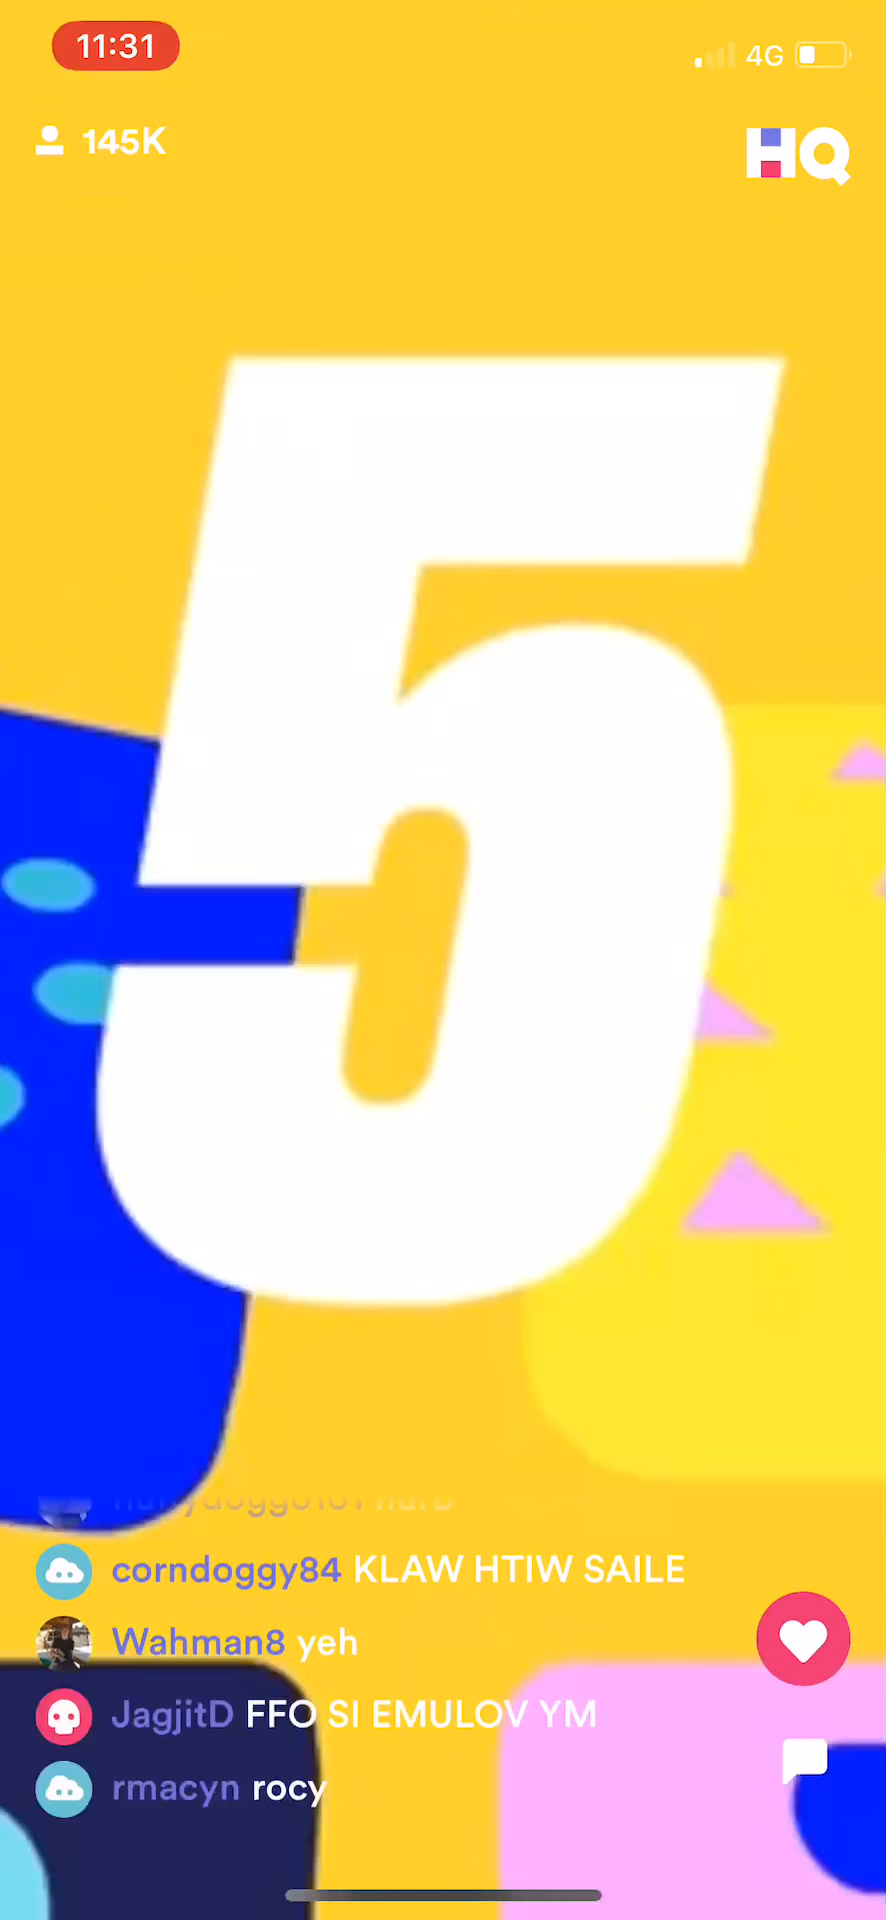 11:31
4G
145K
HQ
5
corndoggy84 KLAW HTIW SAILE
Wahman8 yeh
JagjitD FFO SI EMULOV YM
rmacyn rocy